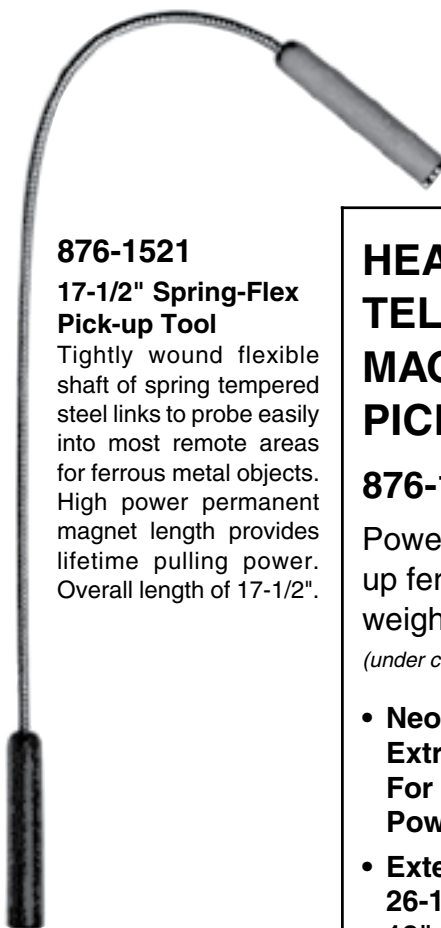 876-1521
17-1/2" Spring-Flex
Pick-up Tool
Tightly wound flexible
shaft of spring tempered
steel links to probe easily
into most remote areas
for ferrous metal objects.
High power permanent
magnet length provides
lifetime pulling power.
Overall length of 17-1/2".
HEA
TEL
MAG
PIC
876-
Powe
up fer
weigh
(under c
• Neo
Extr
For
Pow
• Exte
26-1